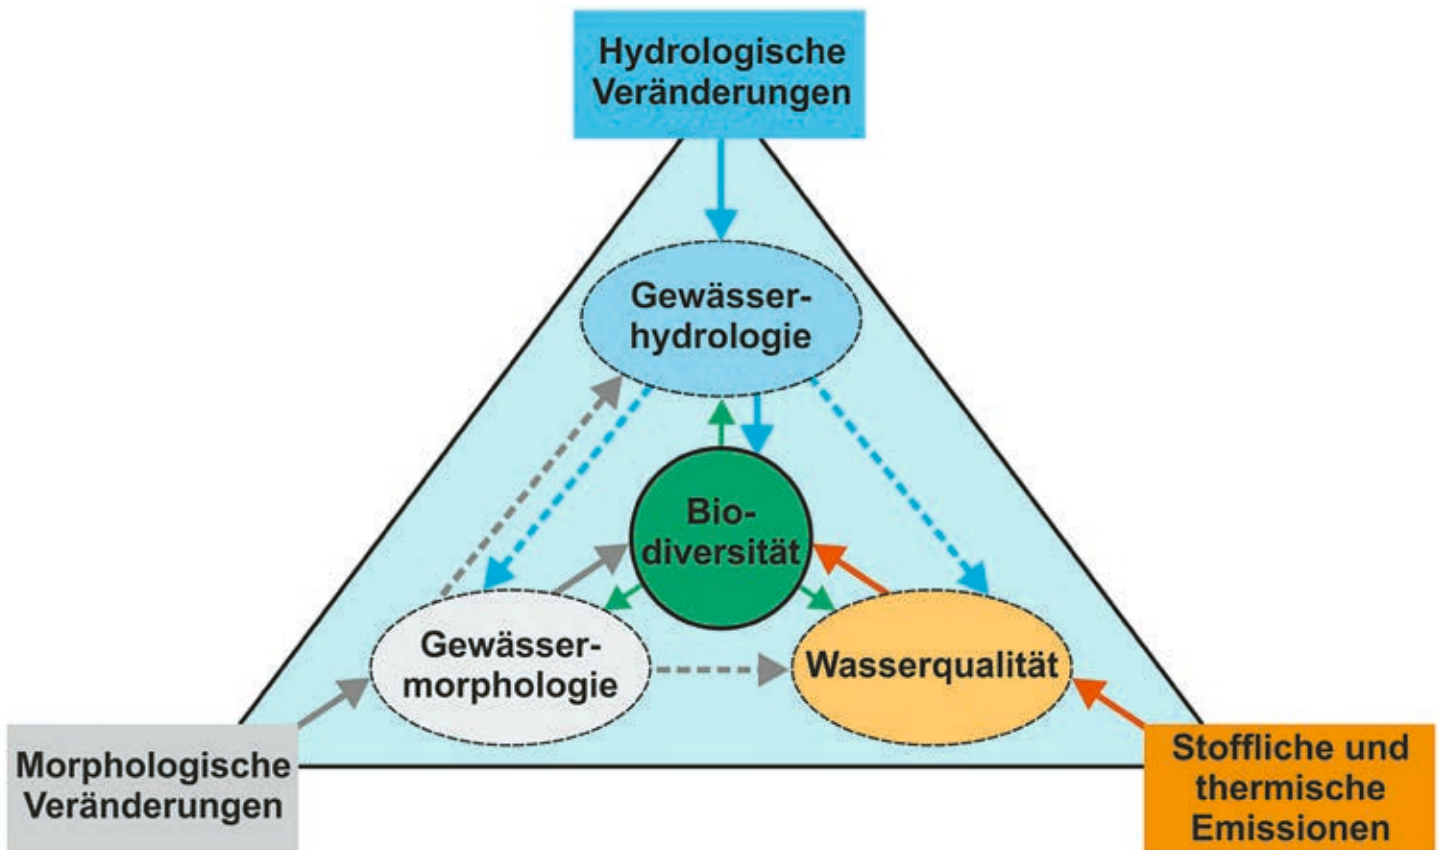 Hydrologische
Veränderungen
Gewässer-
hydrologie
Bio-
diversität
Gewässer-
morphologie
Wasserqualität
Morphologische
Veränderungen
Stoffliche und
thermische
Emissionen